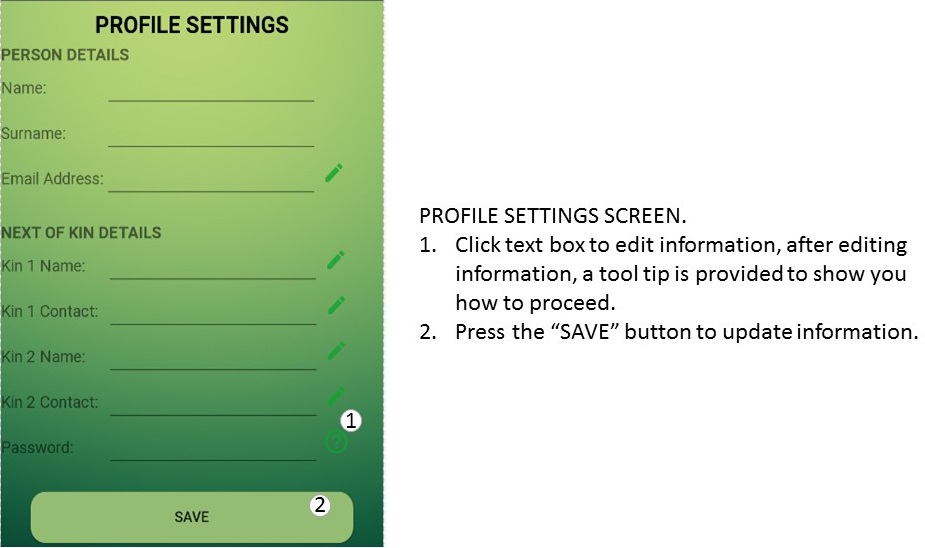 PROFILE SETTINGS
PERSON DETAILS
Name:
Surname:
Email Address:
NEXT OF KIN DETAILS
Kin 1 Name:
Kin 1 Contact:
Kin 2 Name:
Kin 2 Contact:
1
Password:
?
SAVE
2
PROFILE SETTINGS SCREEN.
1. Click text box to edit information, after editing
information, a tool tip is provided to show you
how to proceed.
2. Press the “SAVE” button to update information.